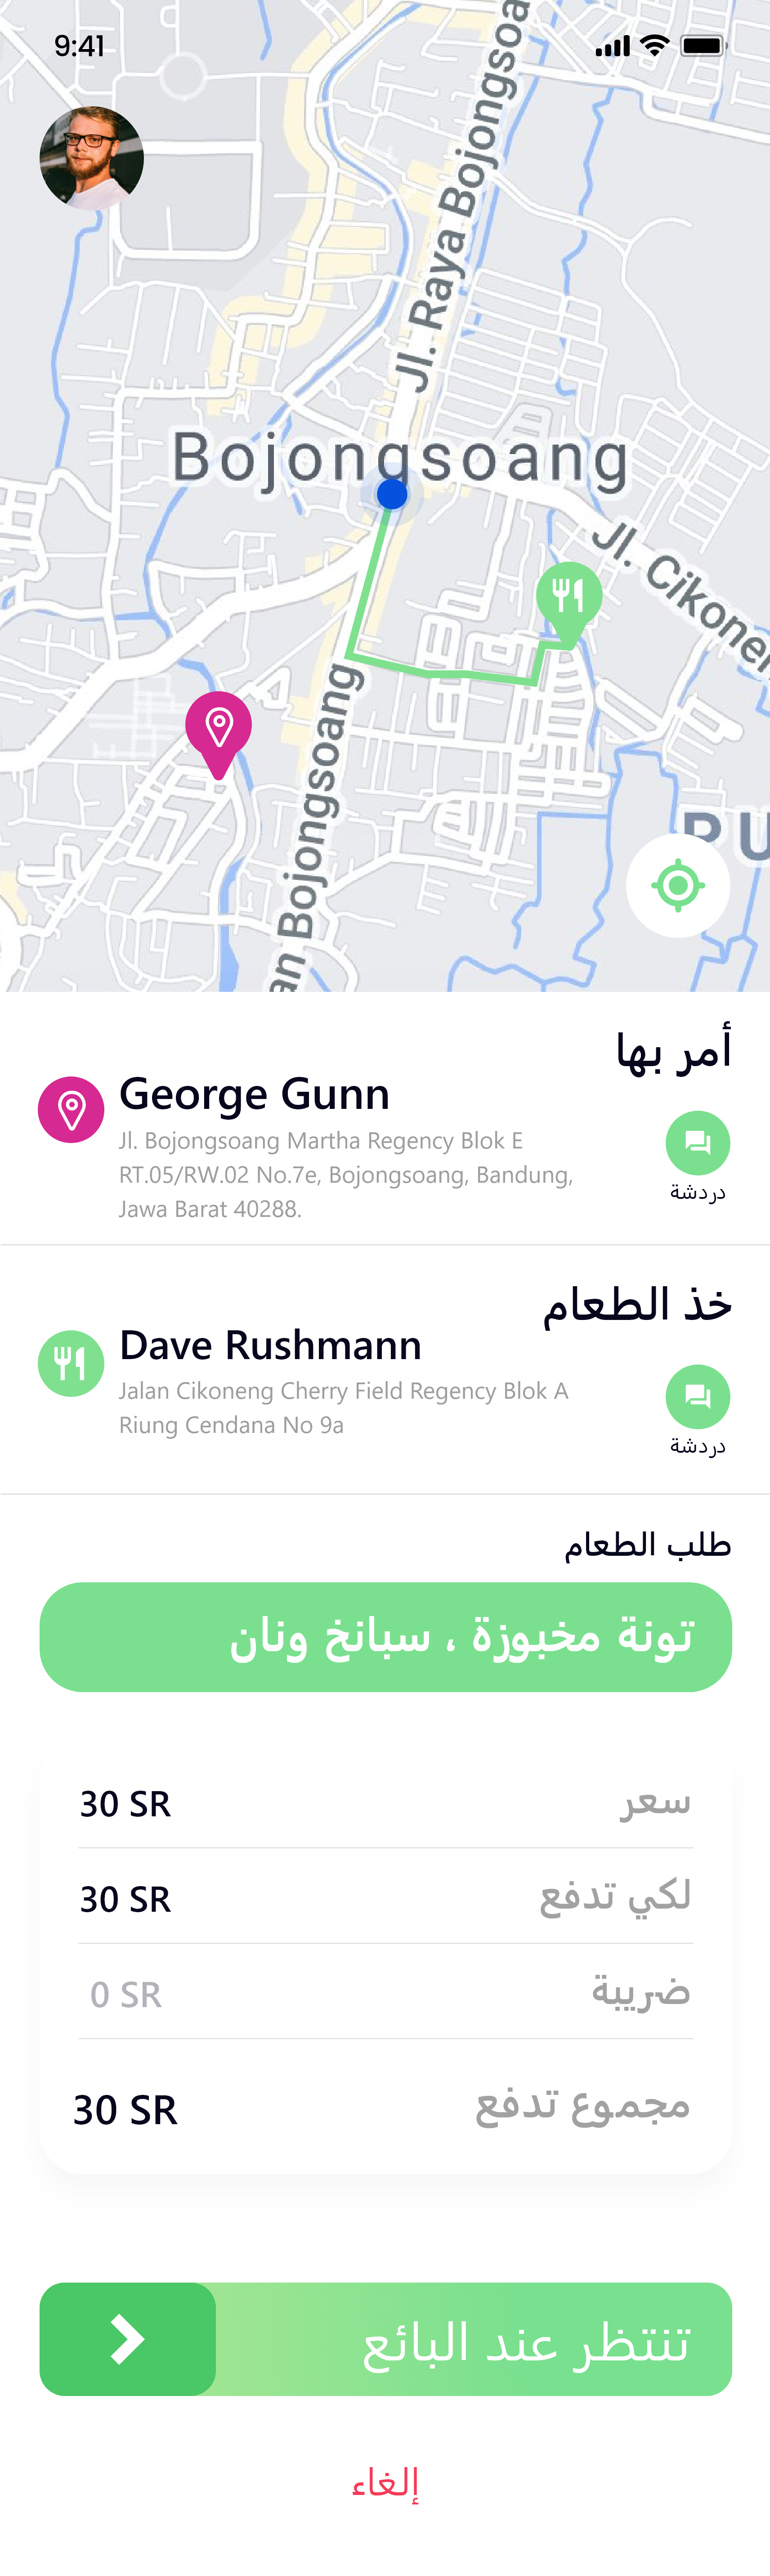 9:41
Jl. Raya Bojongsoa
Bojongsoang
Jl. Cikone
an Bojongsoang
أمر بها
George Gunn
Jl. Bojongsoang Martha Regency Blok E
RT.05/RW.02 No.7e, Bojongsoang, Bandung,
Jawa Barat 40288.
دردشة
خذ الطعام
Dave Rushmann
Jalan Cikoneng Cherry Field Regency Blok A
Riung Cendana No 9a
دردشة
طلب الطعام
تونة مخبوزة ، سبانخ ونان
سعر
30 SR
لكي تدفع
30 SR
ضريبة
0 SR
مجموع تدفع
30 SR
تنتظر عند البائع
إلغاء